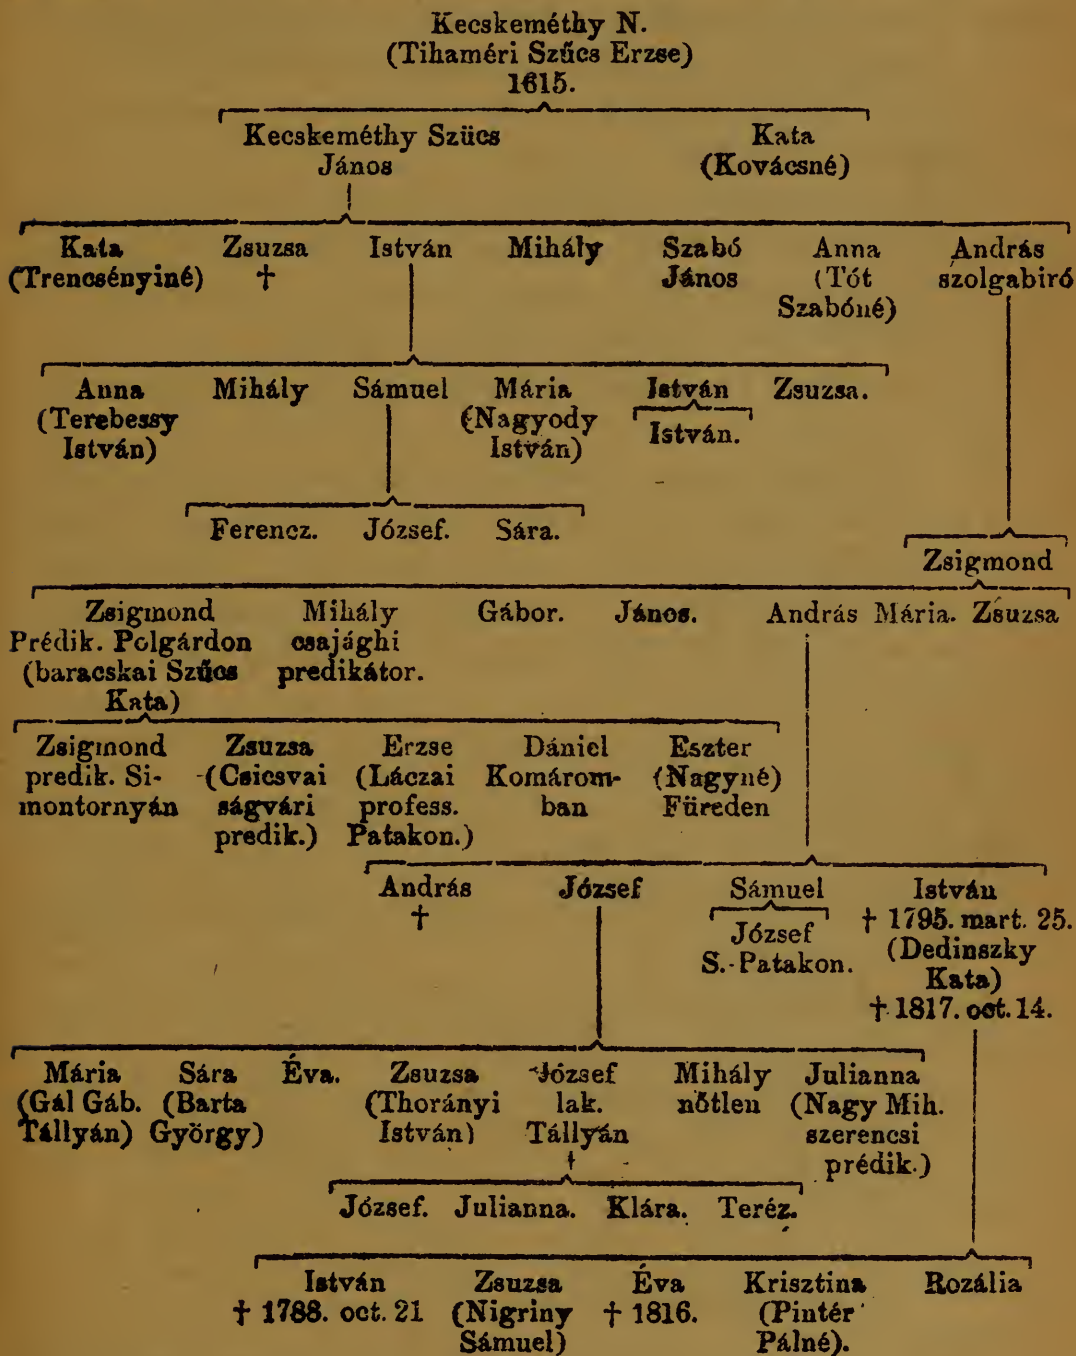 Kecskeméthy N.
(Tihaméri Szűcs Erzse)
1615.
Kecskeméthy Szücs Kata
János (Kovácsné)
Kata Zsuzsa István Mihály Szabó Anna András
(Trencsényiné) † János (Tót szolgabiró
Szabóné)
Anna Mihály Sámuel Mária István Zsuzsa.
(Terebessy (Nagyody István.
István) István)
Ferencz. József. Sára.
Zsigmond
Zsigmond Mihály Gábor. János. András Mária. Zsuzsa
Prédik. Polgárdon csajághi
(baracskai Szűcs predikátor.
Kata)
Zsigmond Zsuzsa Erzse Dániel Eszter
predik. Si- (Csicsvai (Láczai Komárom- (Nagyné)
montornyán ságvári profess. ban Füreden
predik.) Patakon.)
András József Sámuel István
† József † 1795. mart. 25.
S.-Patakon. (Dedinszky
Kata)
† 1817. oct. 14.
Mária Sára Éva. Zsuzsa József Mihály Julianna
(Gál Gáb. (Barta (Thorányi lak. nőtlen (Nagy Mih.
Tállyán) György) István) Tállyán szerencsi
† prédik.)
József. Julianna. Klára. Teréz.
István Zsuzsa Éva Krisztina Rozália
† 1788. oct. 21 (Nigriny † 1816. (Pintér
Sámuel) Pálné).